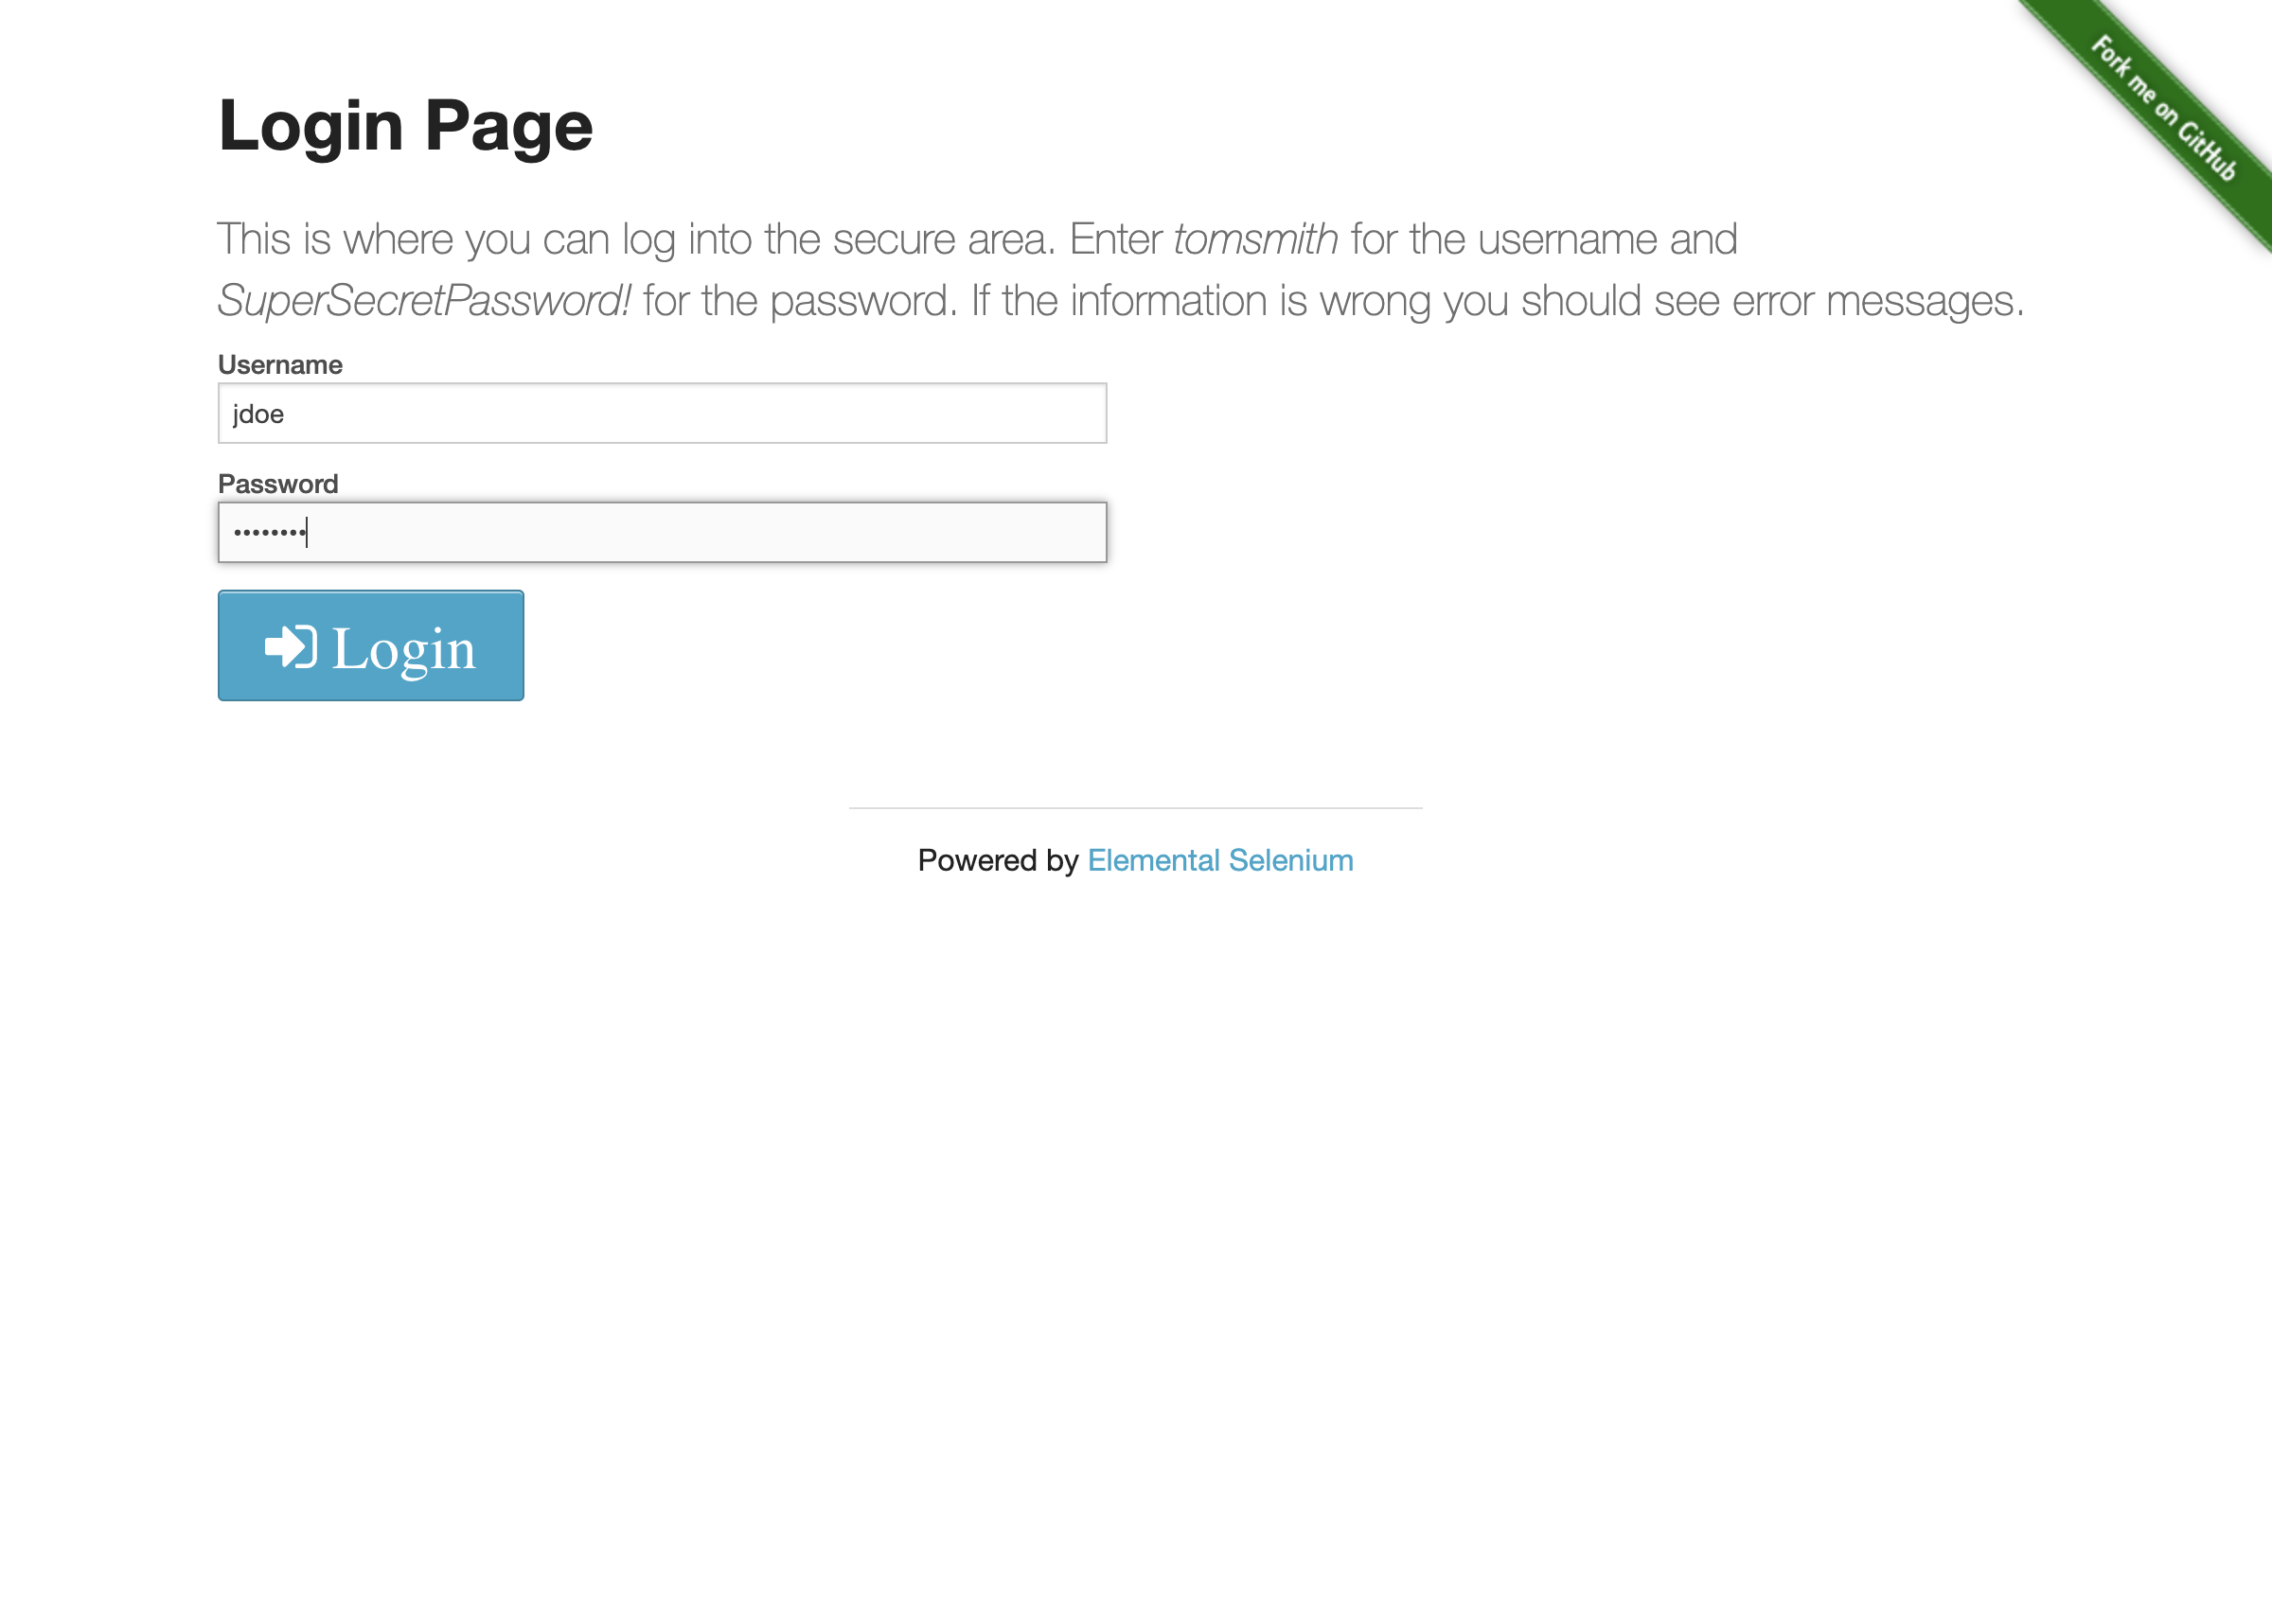 Fork me on GitHub
Login Page
This is where you can log into the secure area. Enter tomsmith for the username and
SuperSecretPassword! for the password. If the information is wrong you should see error messages.
Username
jdoe
Password
••••••••
Login
Powered by Elemental Selenium